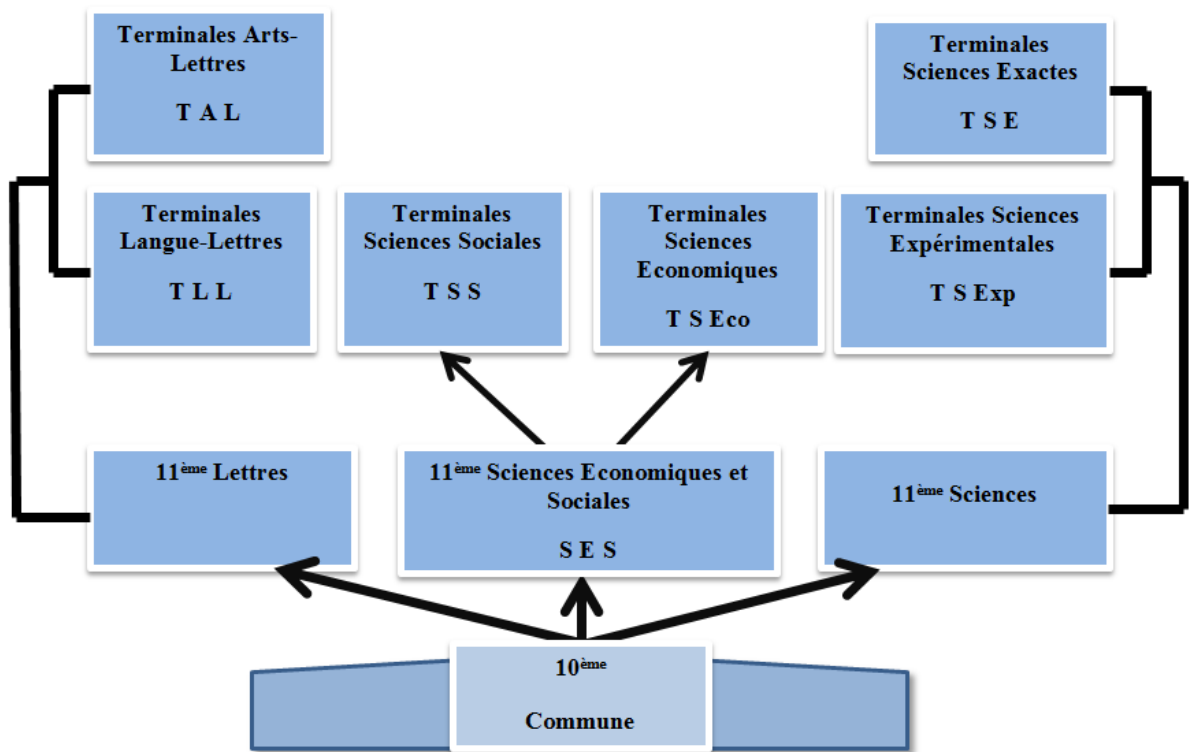 Terminales Arts-
Lettres
T A L
Terminales
Sciences Exactes
T S E
Terminales
Langue-Lettres
T L L
Terminales
Sciences Sociales
T S S
Terminales
Sciences
Economiques
T S Eco
Terminales Sciences
Expérimentales
T S Exp
11ème Lettres
11ème Sciences Economiques et
Sociales
S E S
11ème Sciences
10ème
Commune